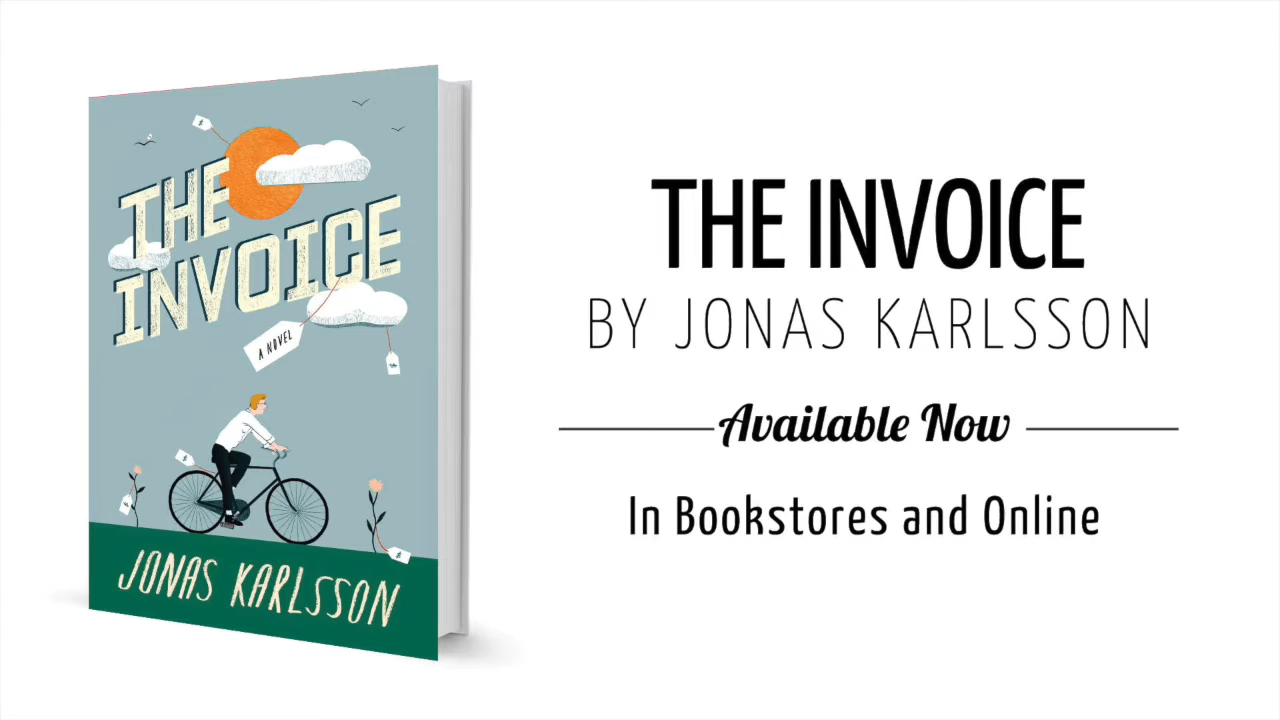 THE
INVOICE
A NOVEL
JONAS KARLSSON
THE INVOICE
BY JONAS KARLSSON
Available Now
In Bookstores and Online